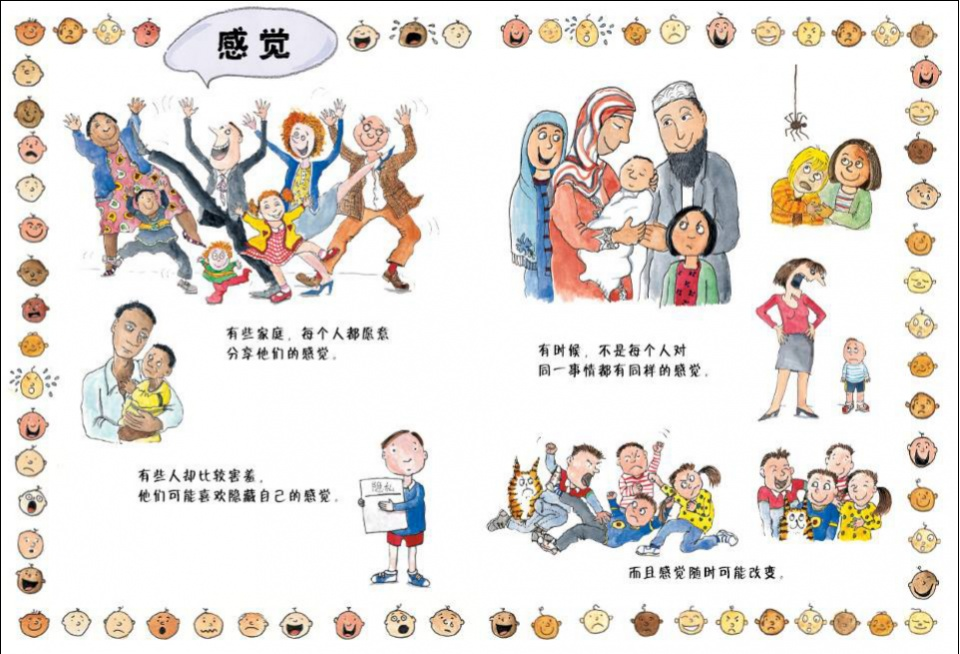 感觉
有些家庭，每个人都愿意
分享他们的感觉。
有些人却比较害羞，
他们可能喜欢隐藏自己的感觉。
隐私
有时候，不是每个人对
同一事情都有同样的感觉。
而且感觉随时可能改变。